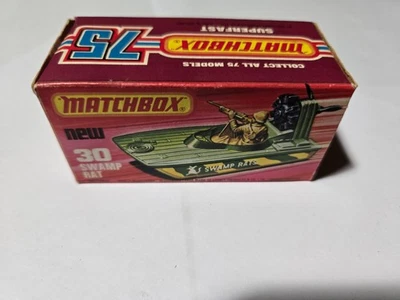 COLLECT ALL 75 MODELS
MATCHBOX
SUPERFAST
75
MATCHBOX
new
30
SWAMP
RAT
SWAMP RAT